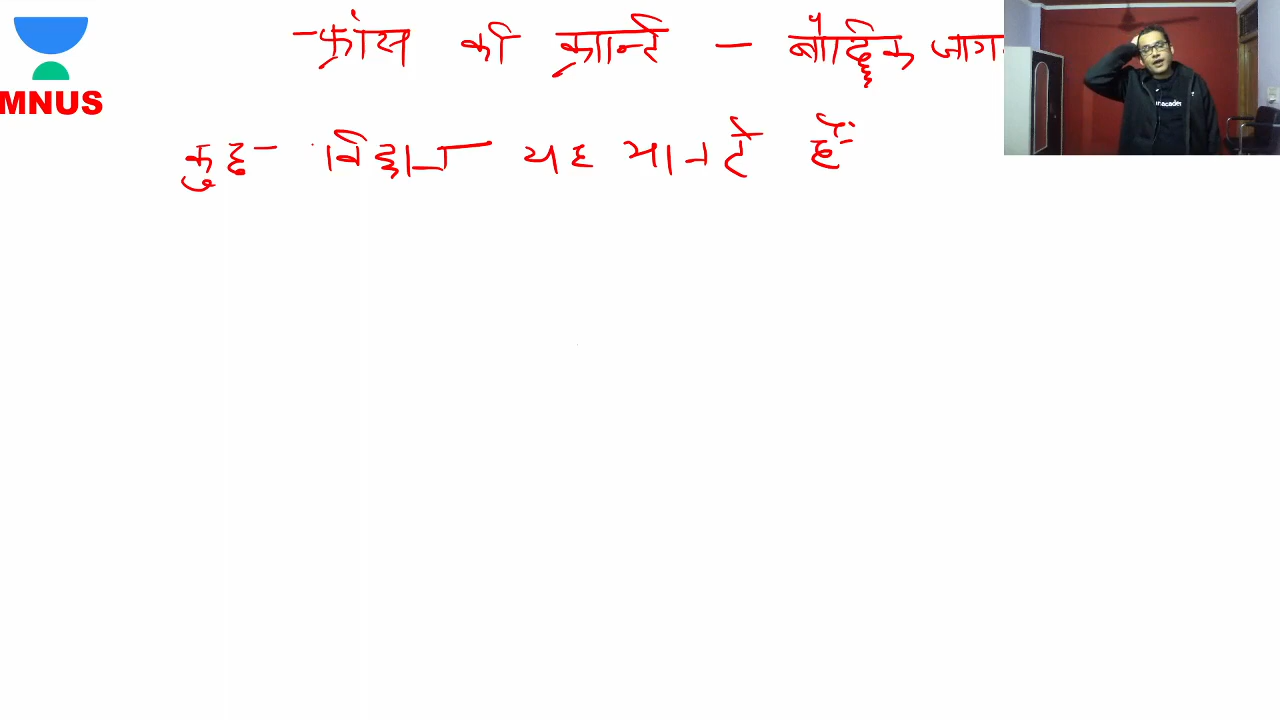 फ्रांस की क्रान्ति - बौद्धिक जाग
MNUS
कुछ विद्वान यह मानते हैं